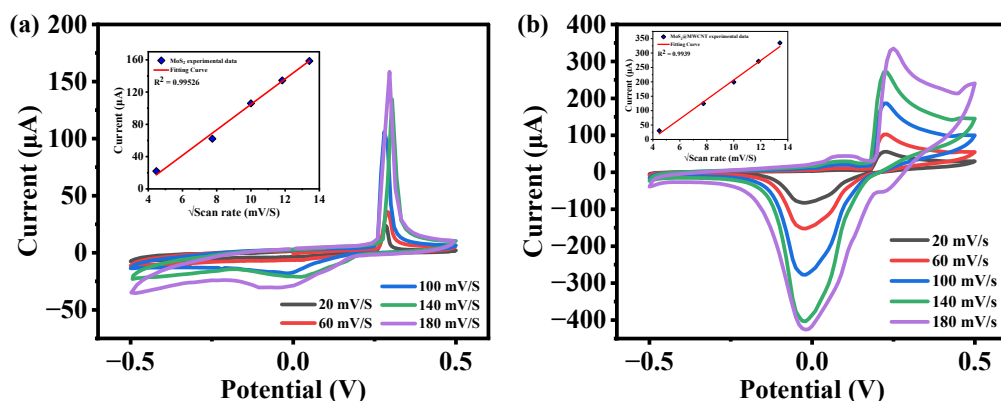 (a)
Current (µA)
200
150
100
50
0
−25
−50
−0.5
0.0
0.5
Potential (V)
MoS2 experimental data
Fitting Curve
R² = 0.99526
Current (µA)
160
120
80
40
0
4
6
8
10
12
14
√Scan rate (mV/S)
20 mV/S
60 mV/S
100 mV/S
140 mV/S
180 mV/S
(b)
Current (µA)
400
300
200
100
0
−100
−200
−300
−400
−0.5
0.0
0.5
Potential (V)
MoS2@MWCNT experimental data
Fitting Curve
R² = 0.9939
Current (µA)
350
300
250
200
150
100
50
0
4
6
8
10
12
14
√Scan rate (mV/S)
20 mV/s
60 mV/s
100 mV/s
140 mV/s
180 mV/s